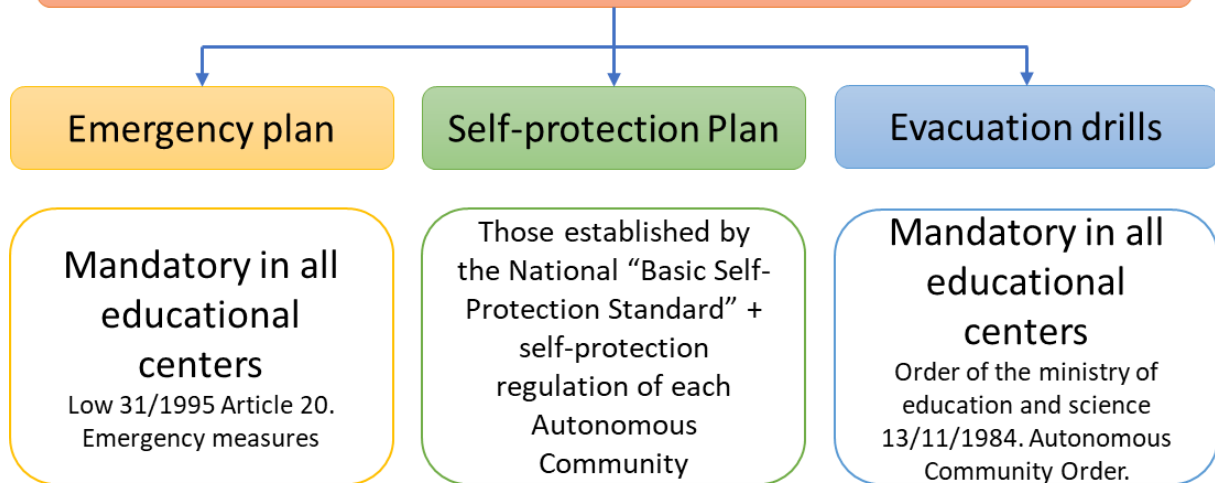 Emergency plan
Self-protection Plan
Evacuation drills
Mandatory in all
educational
centers
Low 31/1995 Article 20.
Emergency measures
Those established by
the National “Basic Self-
Protection Standard” +
self-protection
regulation of each
Autonomous
Community
Mandatory in all
educational
centers
Order of the ministry of
education and science
13/11/1984. Autonomous
Community Order.